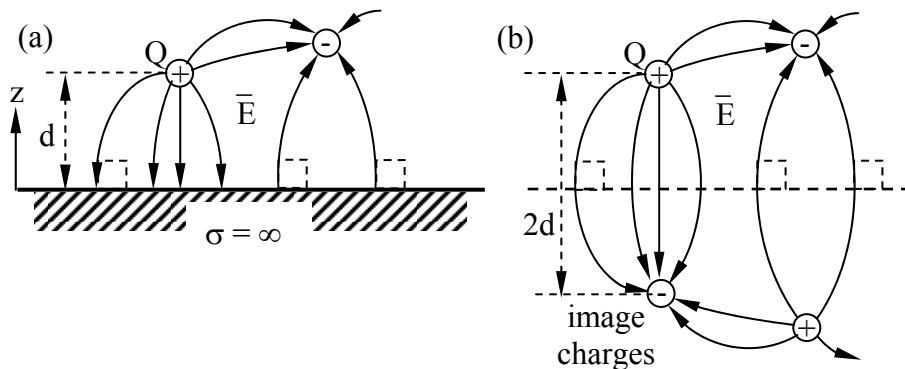 (a)
Q
+
-
z
d
E̅
σ = ∞
(b)
Q
+
-
E̅
2d
-
image
charges
+